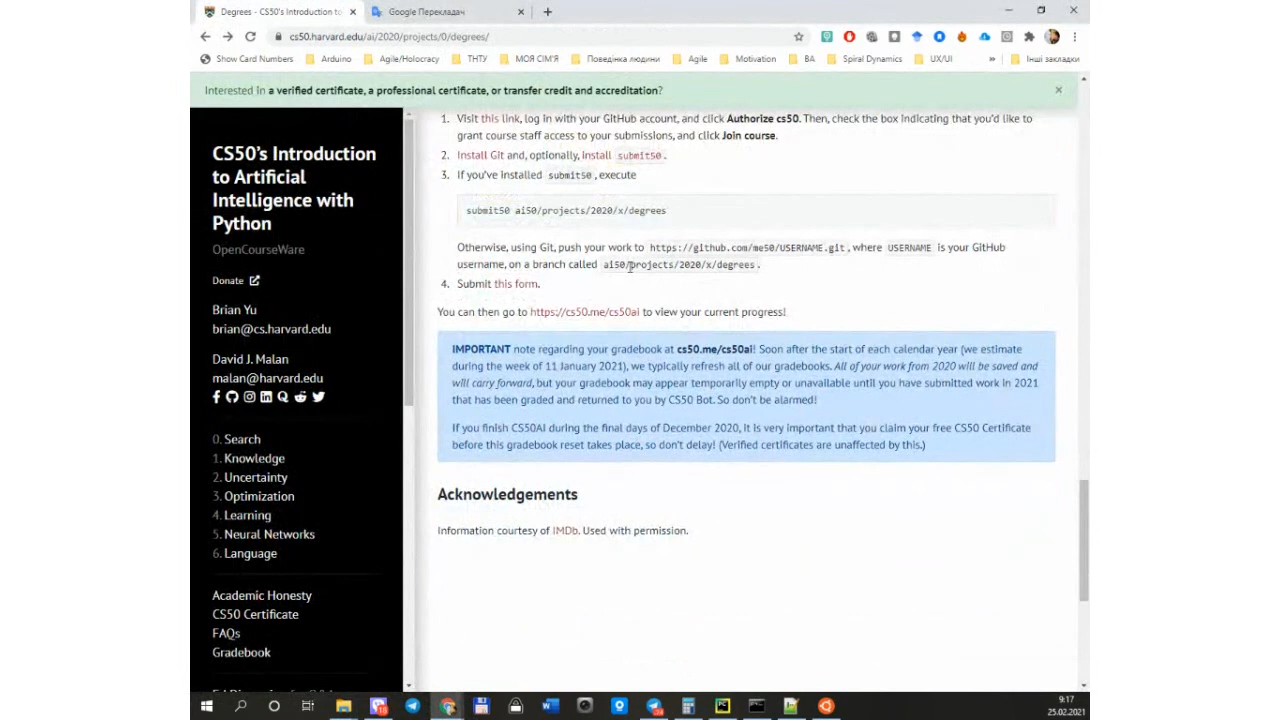 Degrees - CS50's Introduction to
Google Перекладач
cs50.harvard.edu/ai/2020/projects/0/degrees/
Show Card Numbers
Arduino
Agile/Holocracy
ТНТУ
МОЯ СІМ'Я
Поведінка людини
Agile
Motivation
BA
Spiral Dynamics
UX/UI
»
Інші закладки
Interested in a verified certificate, a professional certificate, or transfer credit and accreditation?
CS50's Introduction
to Artificial
Intelligence with
Python
OpenCourseWare
Donate
Brian Yu
brian@cs.harvard.edu
David J. Malan
malan@harvard.edu
0. Search
1. Knowledge
2. Uncertainty
3. Optimization
4. Learning
5. Neural Networks
6. Language
Academic Honesty
CS50 Certificate
FAQs
Gradebook
1. Visit this link, log in with your GitHub account, and click Authorize cs50. Then, check the box indicating that you'd like to
grant course staff access to your submissions, and click Join course.
2. Install Git and, optionally, install submit50.
3. If you've installed submit50, execute
submit50 ai50/projects/2020/x/degrees
Otherwise, using Git, push your work to https://github.com/me50/USERNAME.git, where USERNAME is your GitHub
username, on a branch called ai50/projects/2020/x/degrees.
4. Submit this form.
You can then go to https://cs50.me/cs50ai to view your current progress!
IMPORTANT note regarding your gradebook at cs50.me/cs50ai! Soon after the start of each calendar year (we estimate
during the week of 11 January 2021), we typically refresh all of our gradebooks. All of your work from 2020 will be saved and
will carry forward, but your gradebook may appear temporarily empty or unavailable until you have submitted work in 2021
that has been graded and returned to you by CS50 Bot. So don't be alarmed!
If you finish CS50AI during the final days of December 2020, it is very important that you claim your free CS50 Certificate
before this gradebook reset takes place, so don't delay! (Verified certificates are unaffected by this.)
Acknowledgements
Information courtesy of IMDb. Used with permission.
9:17
25.02.2021